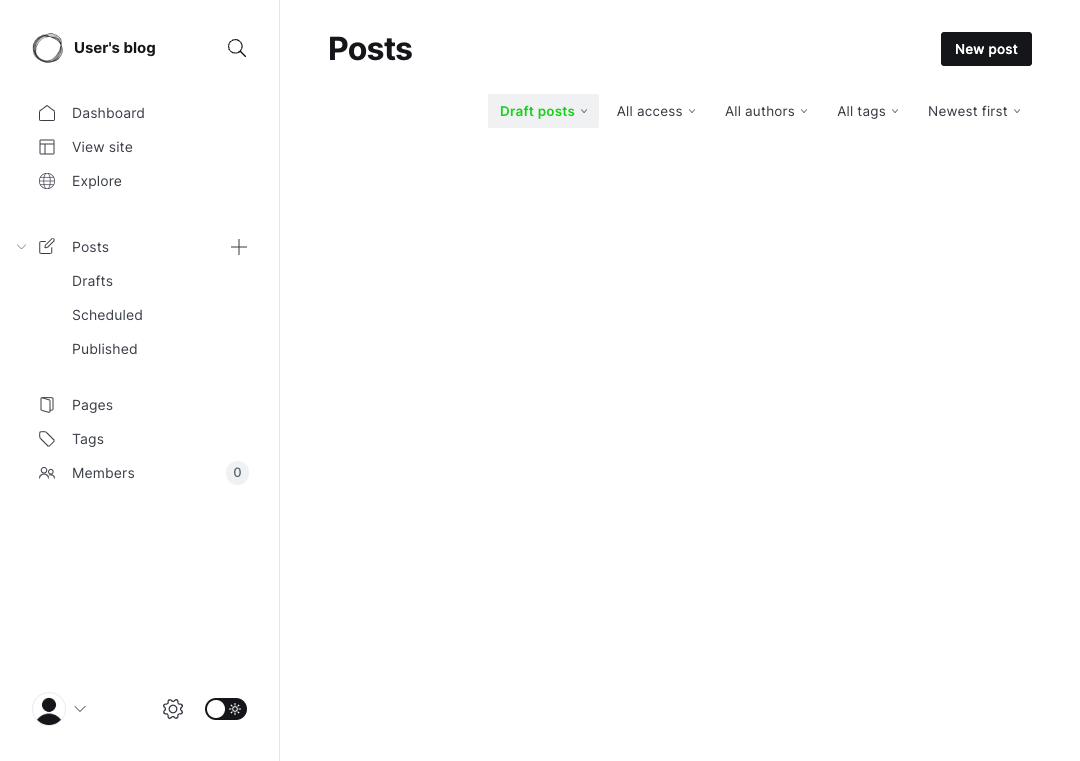 User's blog
Dashboard
View site
Explore
Posts
Drafts
Scheduled
Published
Pages
Tags
Members 0
Posts
New post
Draft posts All access All authors All tags Newest first